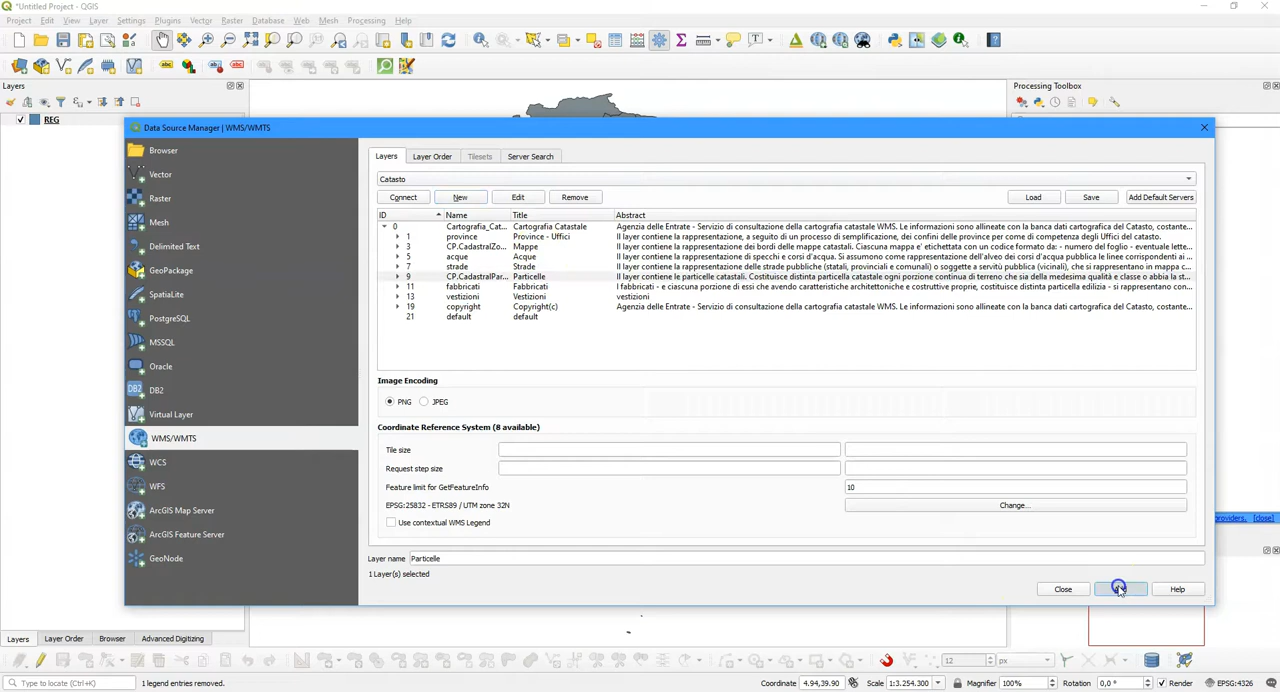 *Untitled Project - QGIS
Project Edit View Layer Settings Plugins Vector Raster Database Web Mesh Processing Help
Layers
Processing Toolbox
REG
Data Source Manager | WMS/WMTS
Browser
Vector
Raster
Mesh
Delimited Text
GeoPackage
SpatiaLite
PostgreSQL
MSSQL
Oracle
DB2
Virtual Layer
WMS/WMTS
WCS
WFS
ArcGIS Map Server
ArcGIS Feature Server
GeoNode
Layers Layer Order Tilesets Server Search
Catasto
Connect New Edit Remove Load Save Add Default Servers
ID Name Title Abstract
0 Cartografia_Cat... Cartografia Catastale Agenzia delle Entrate - Servizio di consultazione della cartografia catastale WMS. Le informazioni sono allineate con la banca dati cartografica del Catasto, costante...
1 province Province - Uffici Il layer contiene la rappresentazione, a seguito di un processo di semplificazione, dei confini delle province per come di competenza degli Uffici del catasto.
3 CP.CadastralZo... Mappe Il layer contiene la rappresentazione dei bordi delle mappe catastali. Ciascuna mappa e' etichettata con un codice formato da: - numero del foglio - eventuale lette...
5 acque Acque Il layer contiene la rappresentazione di specchi e corsi d'acqua. Si assumono come rappresentazione dell'alveo dei corsi d'acqua pubblica le linee corrispondenti ai ...
7 strade Strade Il layer contiene la rappresentazione delle strade pubbliche (statali, provinciali e comunali) o soggette a servitù pubblica (vicinali), che si rappresentano in mappa c...
9 CP.CadastralPar... Particelle Il layer contiene le particelle catastali. Costituisce distinta particella catastale ogni porzione continua di terreno che sia della medesima qualità e classe o abbia la st...
11 fabbricati Fabbricati I fabbricati - e ciascuna porzione di essi che avendo caratteristiche architettoniche e costruttive proprie, costituisce distinta particella edilizia - si rappresentano con...
13 vestizioni Vestizioni vestizioni
19 copyright Copyright(c) Agenzia delle Entrate - Servizio di consultazione della cartografia catastale WMS. Le informazioni sono allineate con la banca dati cartografica del Catasto, costante...
21 default default
Image Encoding
PNG JPEG
Coordinate Reference System (8 available)
Tile size
Request step size
Feature limit for GetFeatureInfo 10
EPSG:25832 - ETRS89 / UTM zone 32N Change...
Use contextual WMS Legend
providers. [close]
Layer name Particelle
1 Layer(s) selected
Close Help
Layers Layer Order Browser Advanced Digitizing
12 px
Type to locate (Ctrl+K) 1 legend entries removed. Coordinate 4.94,39.90 Scale 1:3.254.300 Magnifier 100% Rotation 0,0 ° Render EPSG:4326